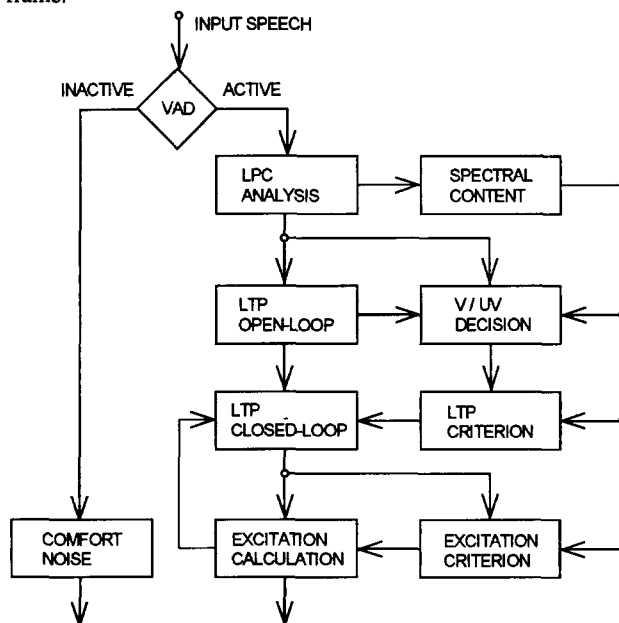 INPUT SPEECH
INACTIVE
VAD
ACTIVE
LPC
ANALYSIS
SPECTRAL
CONTENT
LTP
OPEN-LOOP
V / UV
DECISION
LTP
CLOSED-LOOP
LTP
CRITERION
COMFORT
NOISE
EXCITATION
CALCULATION
EXCITATION
CRITERION